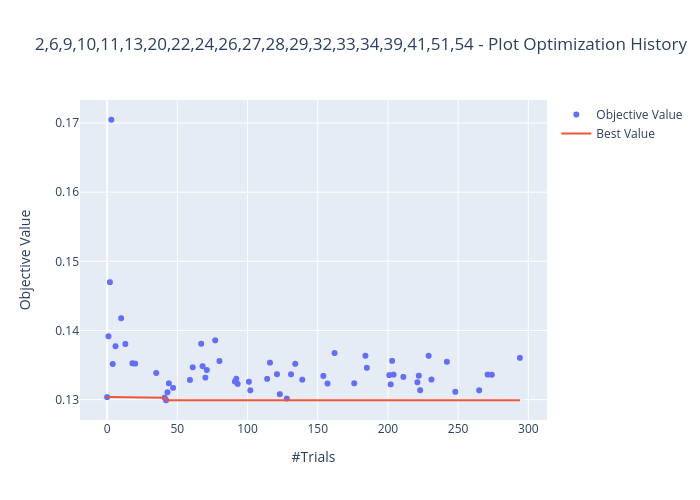 2,6,9,10,11,13,20,22,24,26,27,28,29,32,33,34,39,41,51,54 - Plot Optimization History
Objective Value
Best Value
0.17
0.16
0.15
0.14
0.13
Objective Value
0 50 100 150 200 250 300
#Trials